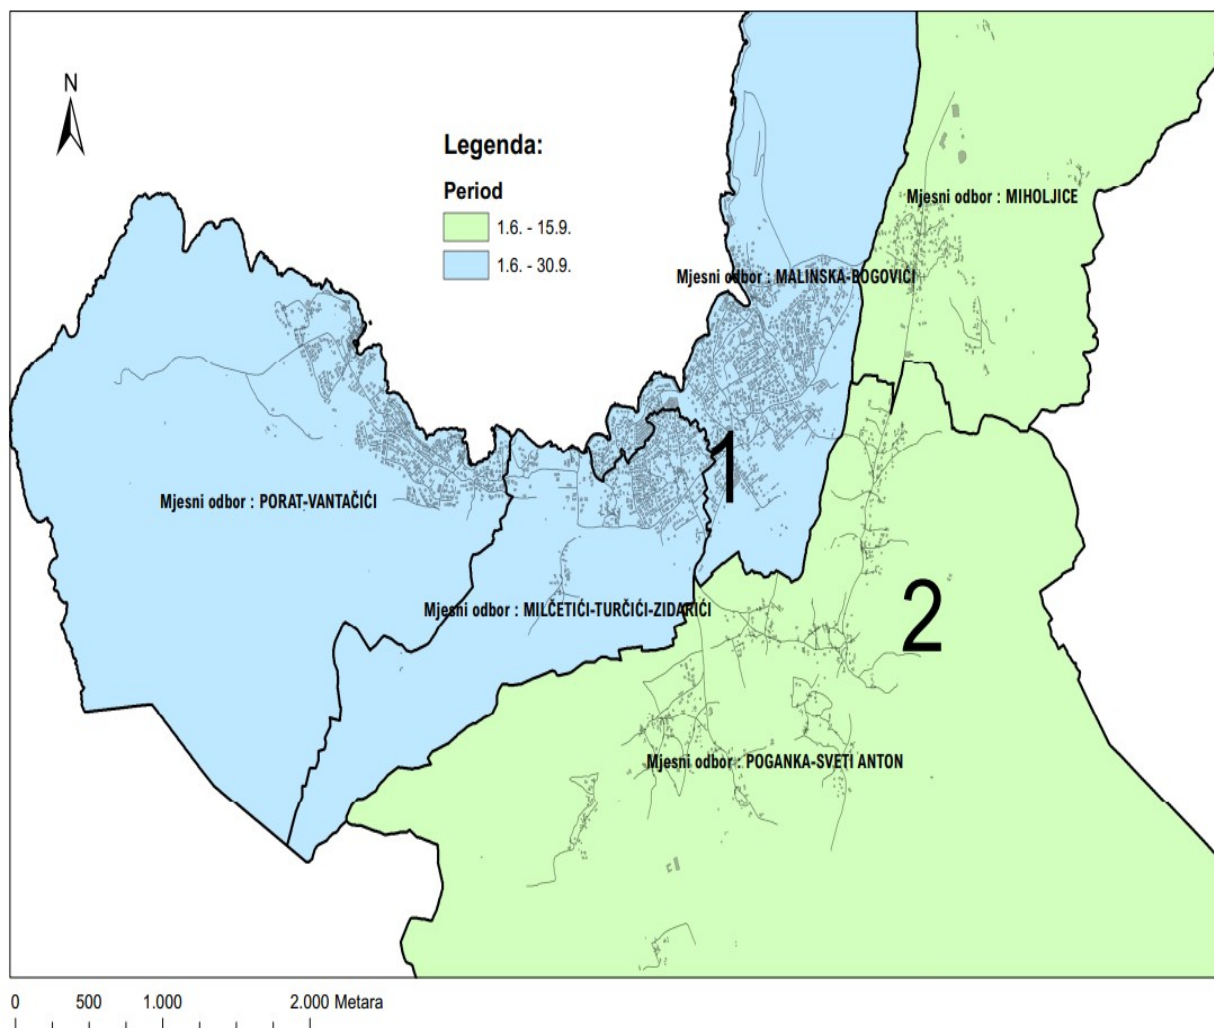 N
Legenda:
Period
1.6. - 15.9.
1.6. - 30.9.
Mjesni odbor : MIHOLJICE
Mjesni odbor : MALINSKA-BOGOVIĆI
1
Mjesni odbor : PORAT-VANTAČIĆI
2
Mjesni odbor : MILČETIĆI-TURČIĆI-ZIDARIĆI
Mjesni odbor : POGANKA-SVETI ANTON
0 500 1.000 2.000 Metara